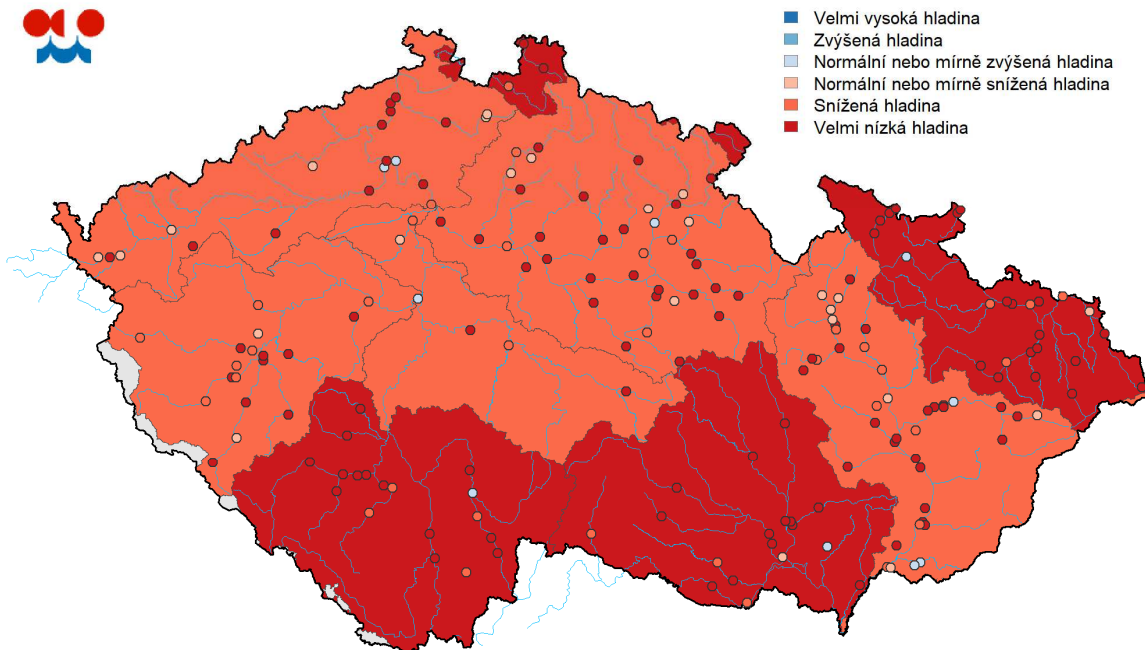 Velmi vysoká hladina
Zvýšená hladina
Normální nebo mírně zvýšená hladina
Normální nebo mírně snížená hladina
Snížená hladina
Velmi nízká hladina